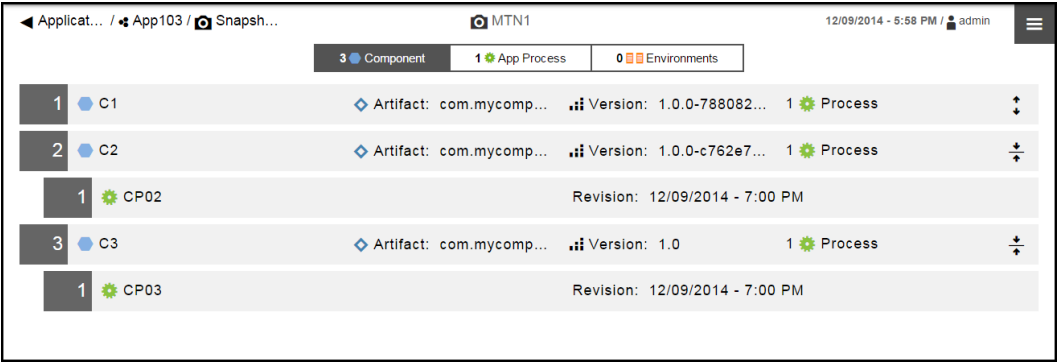 Applicat... / App103 / Snapsh... MTN1 12/09/2014 - 5:58 PM / admin
3 Component 1 App Process 0 Environments
1 C1 Artifact: com.mycomp... Version: 1.0.0-788082... 1 Process
2 C2 Artifact: com.mycomp... Version: 1.0.0-c762e7... 1 Process
1 CP02 Revision: 12/09/2014 - 7:00 PM
3 C3 Artifact: com.mycomp... Version: 1.0 1 Process
1 CP03 Revision: 12/09/2014 - 7:00 PM